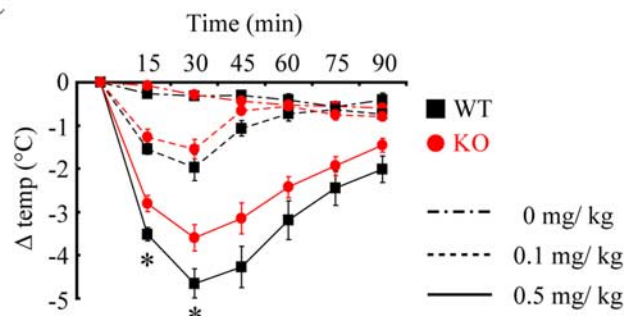 Time (min)
15 30 45 60 75 90
0
-1
-2
-3
-4
-5
Δ temp (°C)
WT
KO
0 mg/ kg
0.1 mg/ kg
0.5 mg/ kg
*
*